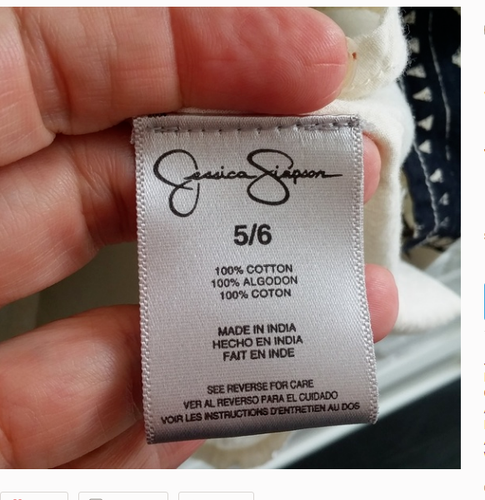 Jessica Simpson
5/6
100% COTTON
100% ALGODON
100% COTON
MADE IN INDIA
HECHO EN INDIA
FAIT EN INDE
SEE REVERSE FOR CARE
VER AL REVERSO PARA EL CUIDADO
VOIR LES INSTRUCTIONS D'ENTRETIEN AU DOS